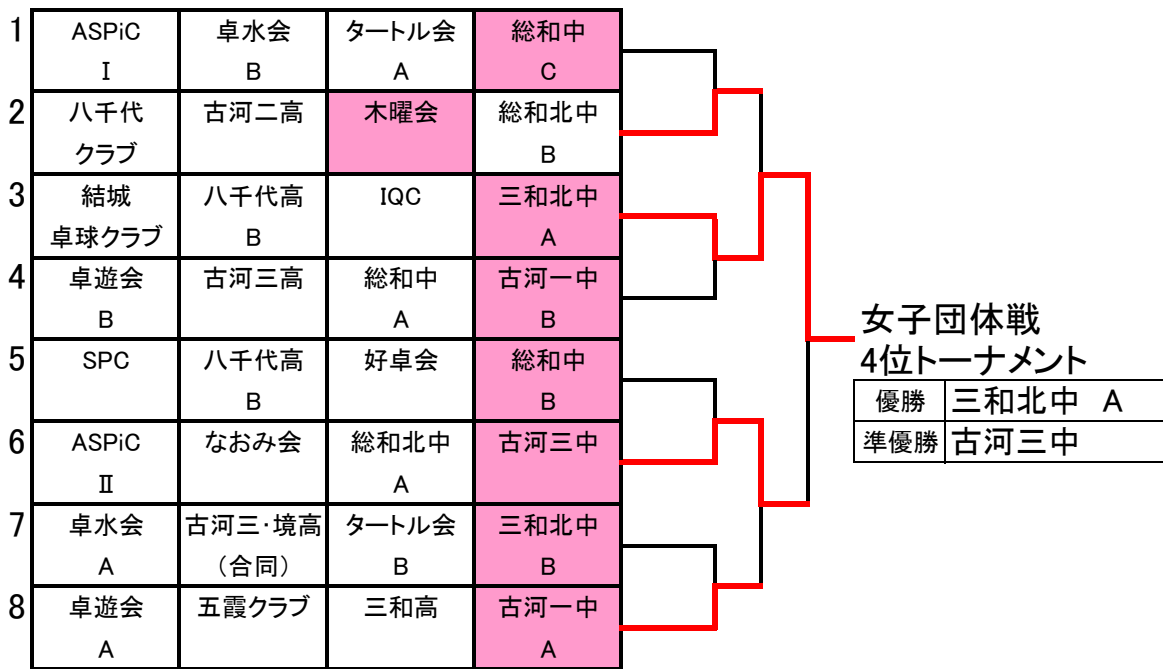 1 ASPiC 卓水会 タートル会 総和中
I B A C
2 八千代 古河二高 木曜会 総和北中
クラブ B
3 結城 八千代高 IQC 三和北中
卓球クラブ B A
4 卓遊会 古河三高 総和中 古河一中
B A B
女子団体戦
4位トーナメント
5 SPC 八千代高 好卓会 総和中
B B
優勝 三和北中 A
準優勝 古河三中
6 ASPiC なおみ会 総和北中 古河三中
Ⅱ A
7 卓水会 古河三・境高 タートル会 三和北中
A （合同） B B
8 卓遊会 五霞クラブ 三和高 古河一中
A A